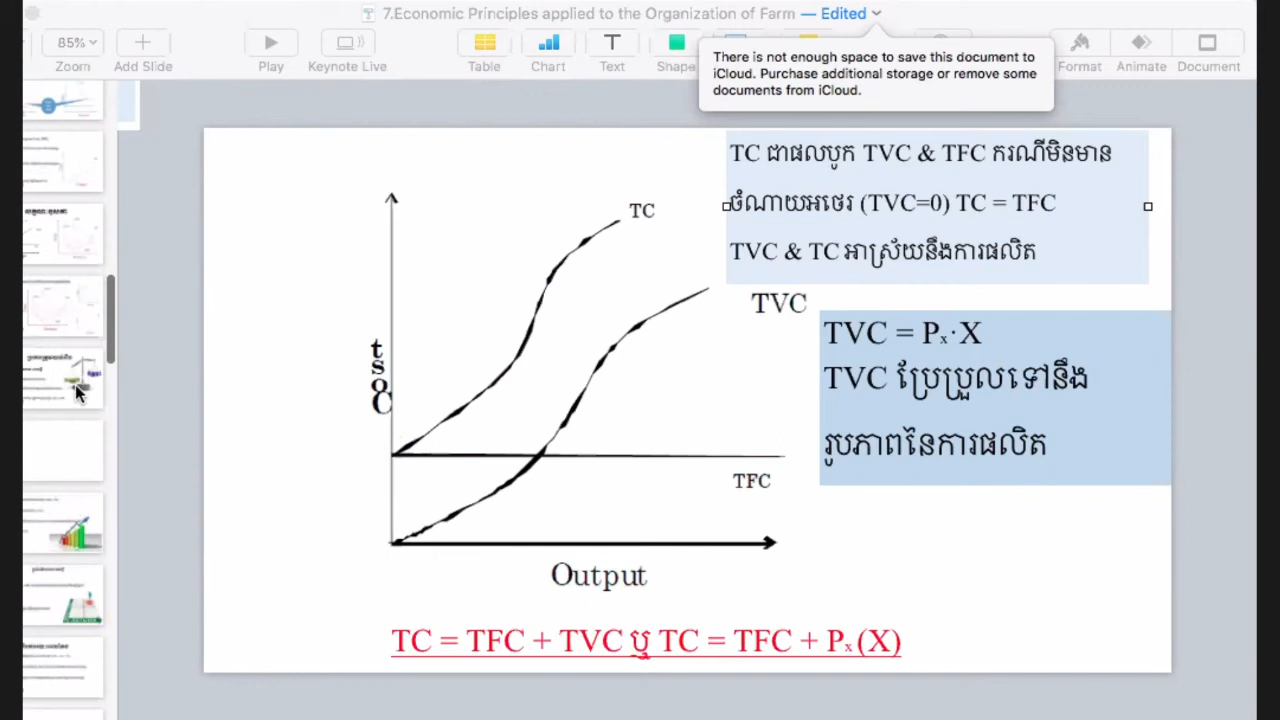 7.Economic Principles applied to the Organization of Farm — Edited
85%
Zoom
Add Slide
Play
Keynote Live
Table
Chart
Text
Shape
Format
Animate
Document
There is not enough space to save this document to
iCloud. Purchase additional storage or remove some
documents from iCloud.
TC ជាផលបូក TVC & TFC ករណីមិនមាន
ចំណាយអថេរ (TVC=0) TC = TFC
TVC & TC អាស្រ័យនឹងការផលិត
TC
TVC
TVC = Px·X
TVC ប្រែប្រួលទៅនឹង
រូបភាពនៃការផលិត
Costs
TFC
Output
TC = TFC + TVC ឬ TC = TFC + Px (X)